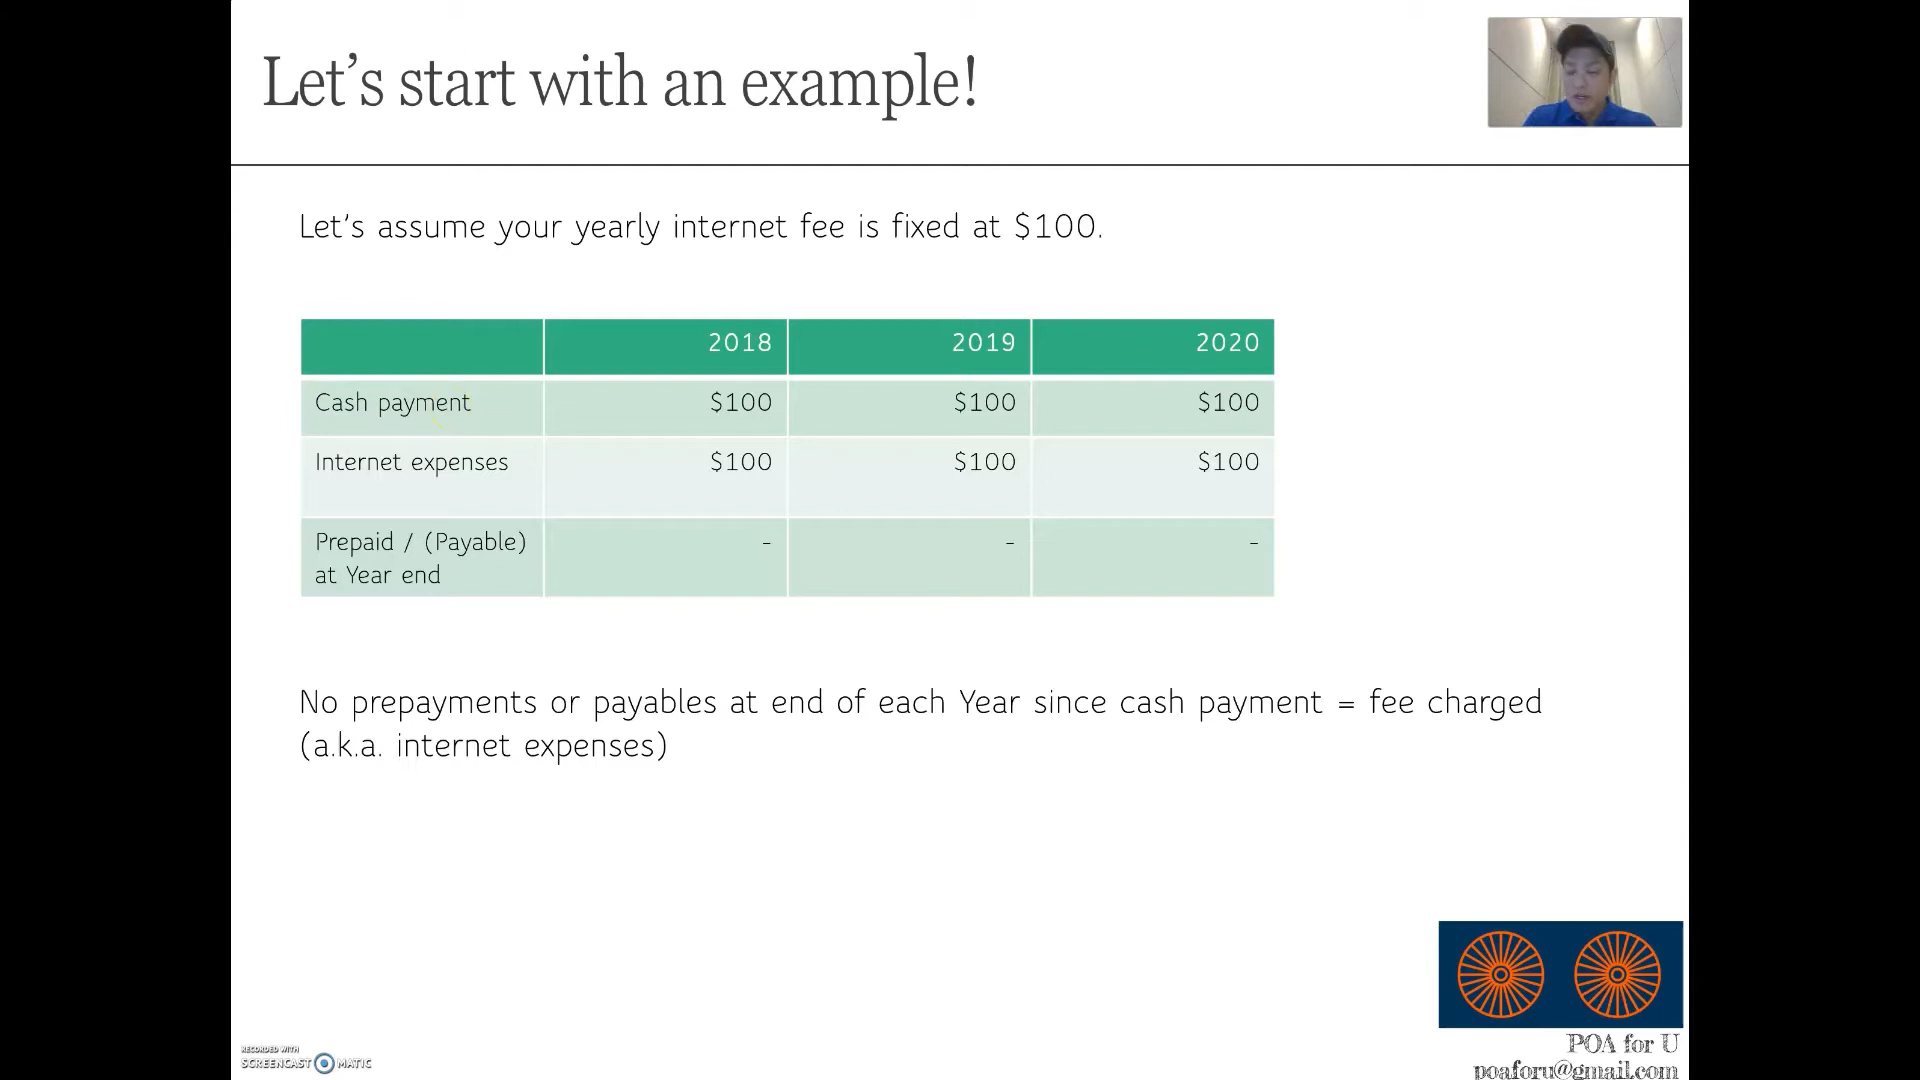 Let's start with an example!
Let's assume your yearly internet fee is fixed at $100.
2018 2019 2020
Cash payment $100 $100 $100
Internet expenses $100 $100 $100
Prepaid / (Payable) - - -
at Year end
No prepayments or payables at end of each Year since cash payment = fee charged
(a.k.a. internet expenses)
RECORDED WITH
SCREENCAST MATIC
POA for U
poaforu@gmail.com